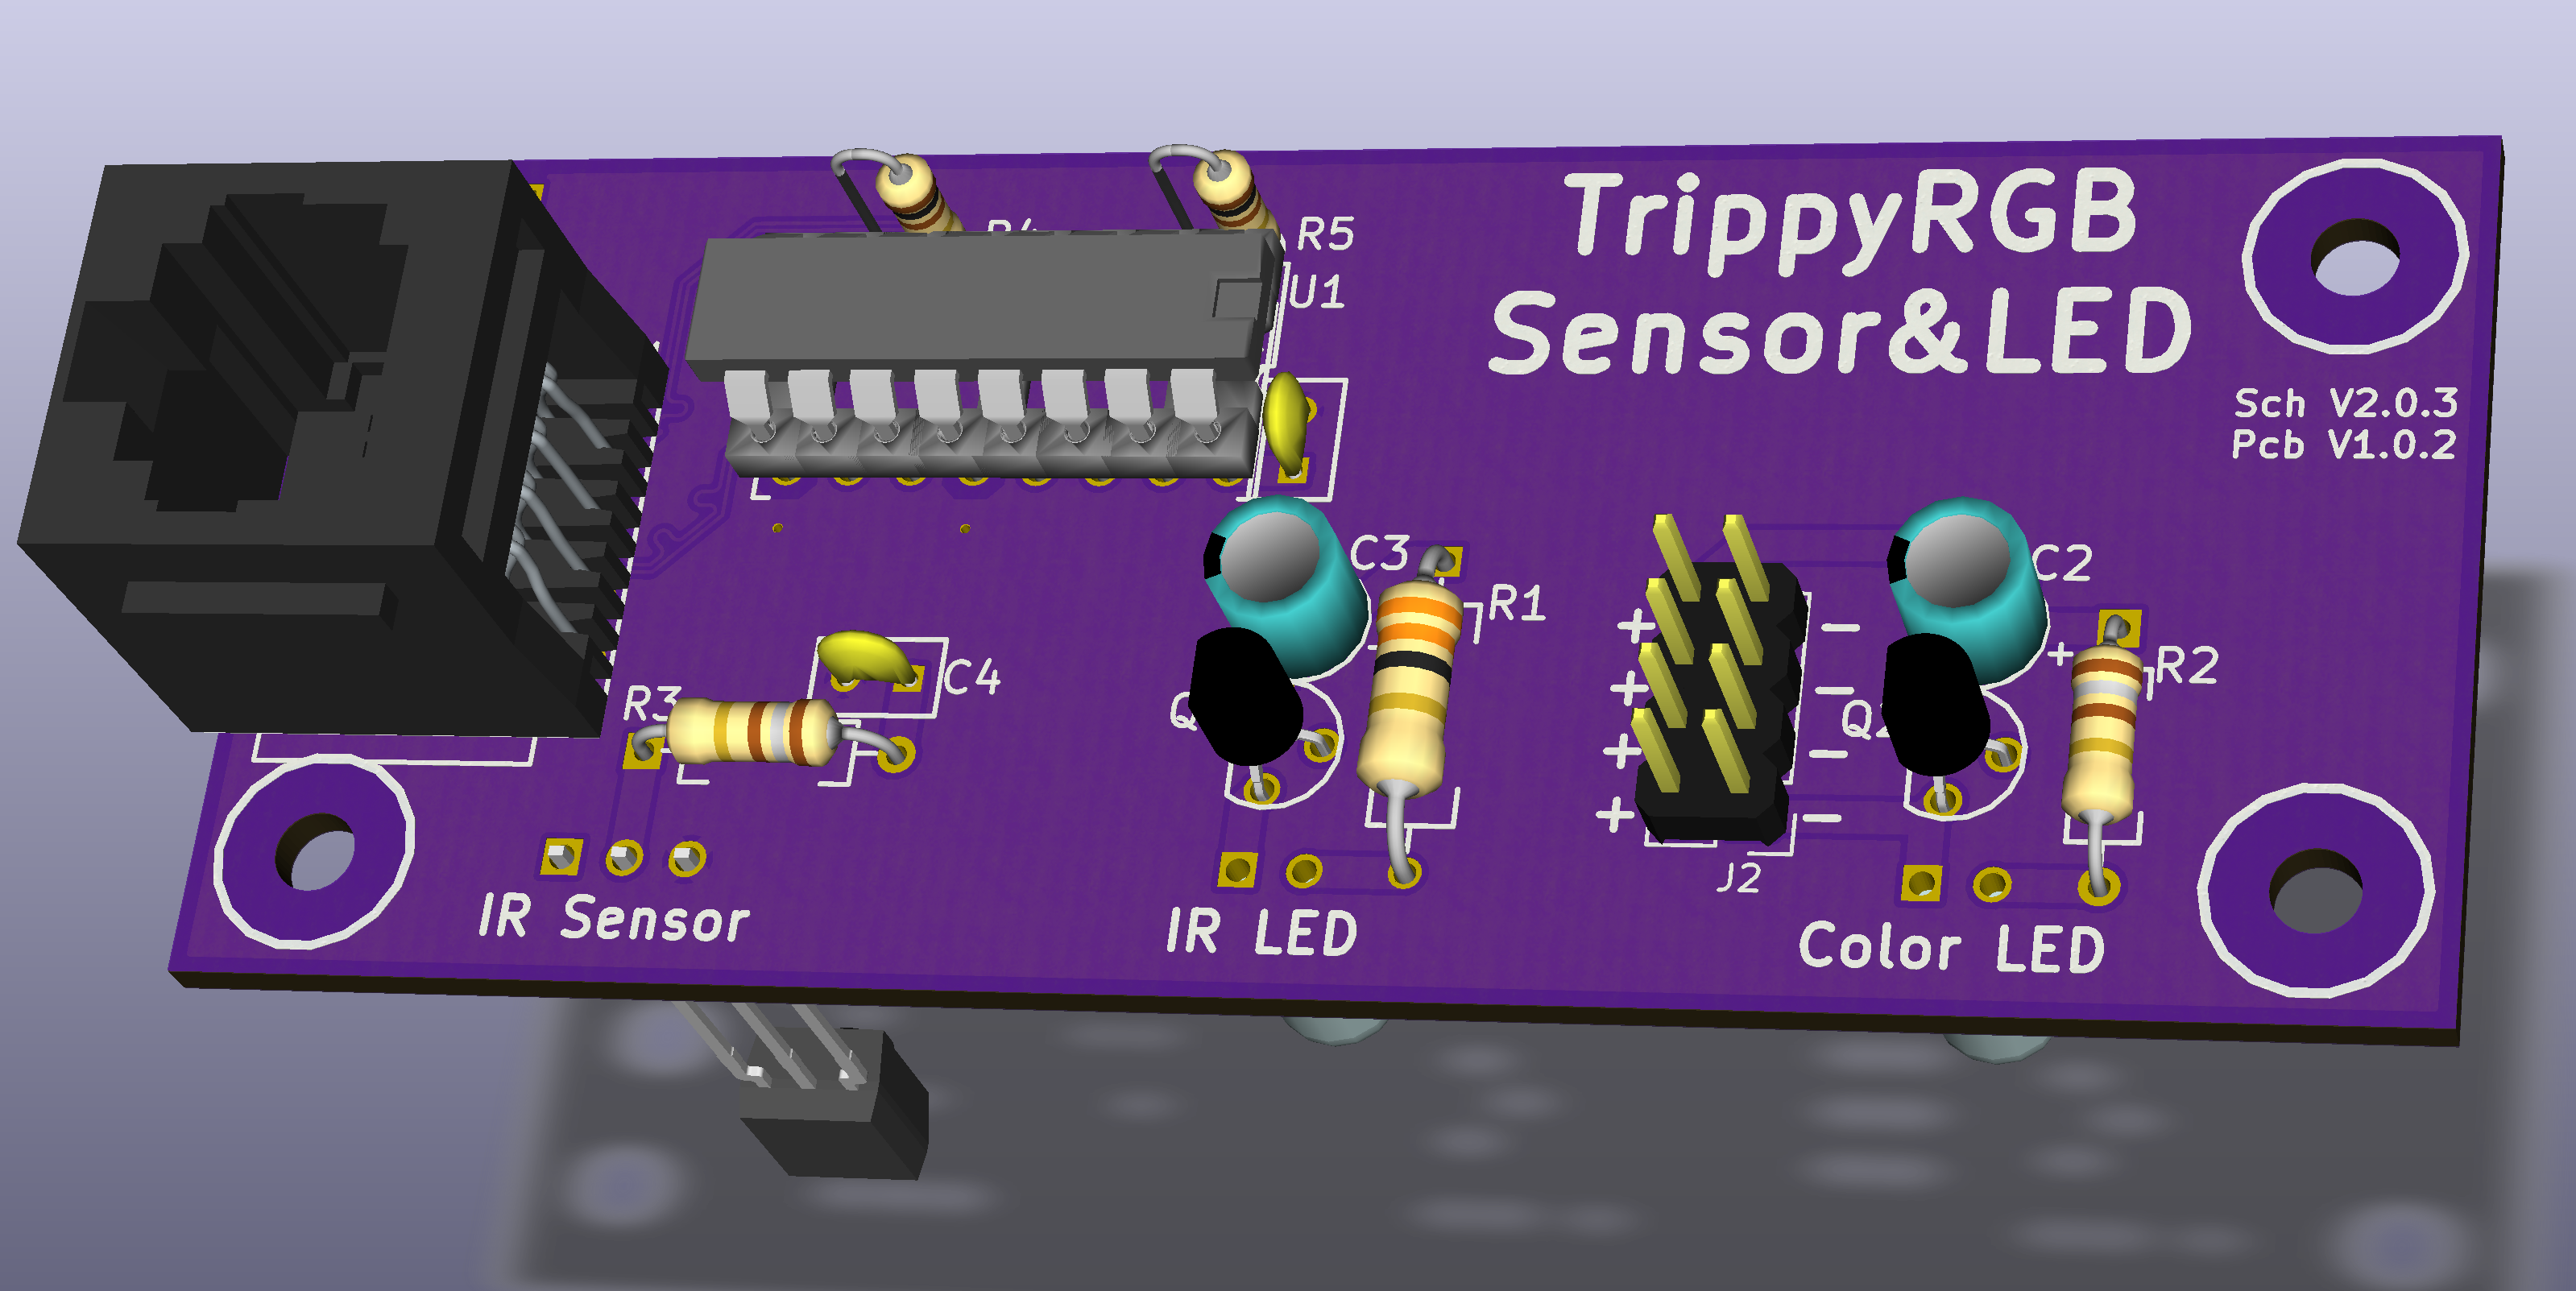 TrippyRGB
Sensor&LED
R5
U1
Sch V2.0.3
Pcb V1.0.2
C3
C2
R1
+ -
+ R2
C4
R3
+ -
+ -
+ -
J2
IR Sensor
IR LED
Color LED